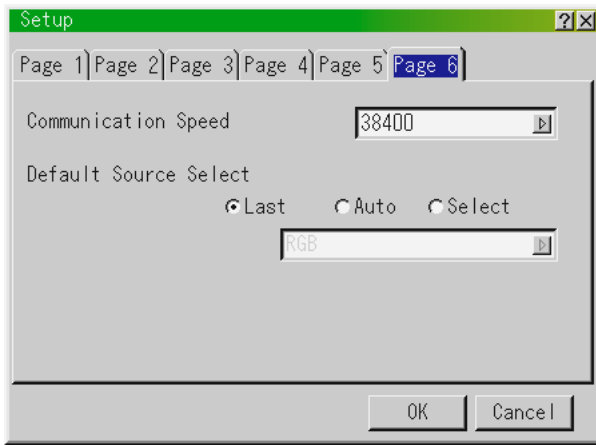 Setup
Page 1 Page 2 Page 3 Page 4 Page 5 Page 6
Communication Speed 38400
Default Source Select
Last Auto Select
RGB
OK Cancel